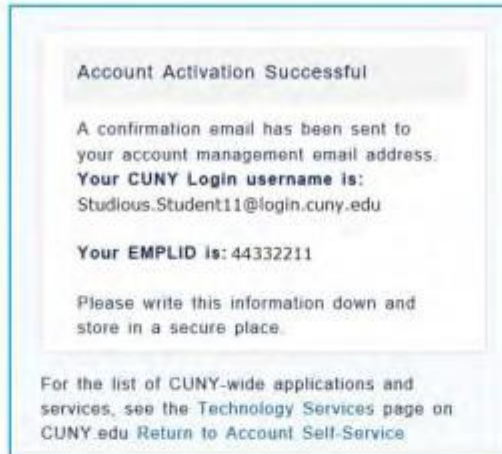 Account Activation Successful
A confirmation email has been sent to
your account management email address.
Your CUNY Login username is:
Studious.Student11@login.cuny.edu
Your EMPLID is: 44332211
Please write this information down and
store in a secure place.
For the list of CUNY-wide applications and
services, see the Technology Services page on
CUNY.edu Return to Account Self-Service